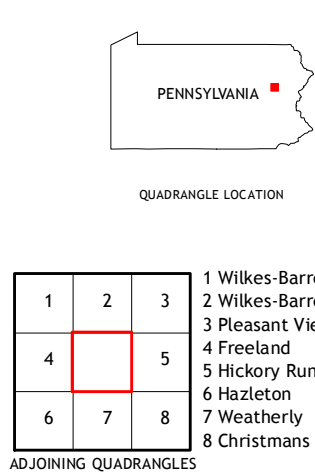 PENNSYLVANIA
QUADRANGLE LOCATION
1 2 3
4 5
6 7 8
1 Wilkes-Barre
2 Wilkes-Barre
3 Pleasant
4 Freeland
5 Hickory Run
6 Hazleton
7 Weatherly
8 Christmans
ADJOINING QUADRANGLES